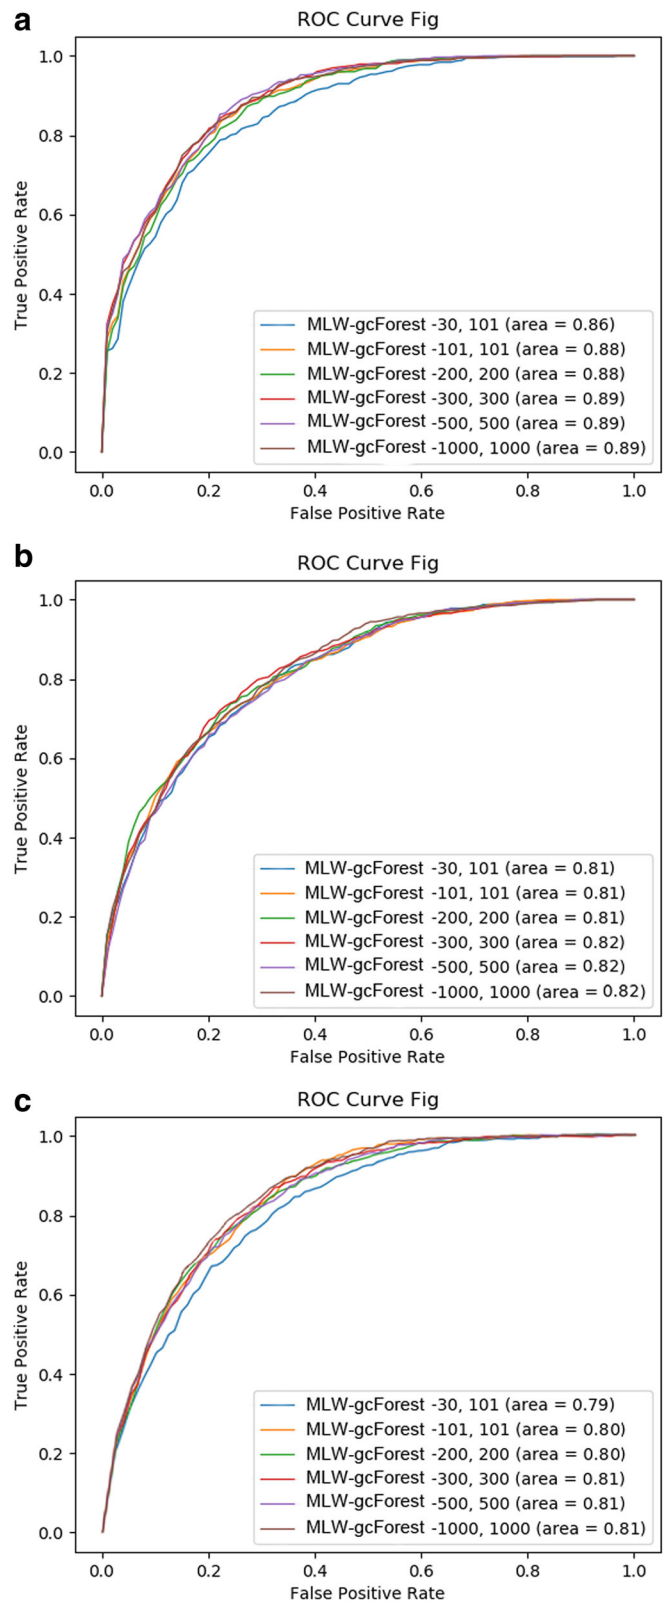 a
ROC Curve Fig
1.0
0.8
0.6
0.4
0.2
0.0
True Positive Rate
MLW-gcForest -30, 101 (area = 0.86)
MLW-gcForest -101, 101 (area = 0.88)
MLW-gcForest -200, 200 (area = 0.88)
MLW-gcForest -300, 300 (area = 0.89)
MLW-gcForest -500, 500 (area = 0.89)
MLW-gcForest -1000, 1000 (area = 0.89)
0.0 0.2 0.4 0.6 0.8 1.0
False Positive Rate
b
ROC Curve Fig
1.0
0.8
0.6
0.4
0.2
0.0
True Positive Rate
MLW-gcForest -30, 101 (area = 0.81)
MLW-gcForest -101, 101 (area = 0.81)
MLW-gcForest -200, 200 (area = 0.81)
MLW-gcForest -300, 300 (area = 0.82)
MLW-gcForest -500, 500 (area = 0.82)
MLW-gcForest -1000, 1000 (area = 0.82)
0.0 0.2 0.4 0.6 0.8 1.0
False Positive Rate
c
ROC Curve Fig
1.0
0.8
0.6
0.4
0.2
0.0
True Positive Rate
MLW-gcForest -30, 101 (area = 0.79)
MLW-gcForest -101, 101 (area = 0.80)
MLW-gcForest -200, 200 (area = 0.80)
MLW-gcForest -300, 300 (area = 0.81)
MLW-gcForest -500, 500 (area = 0.81)
MLW-gcForest -1000, 1000 (area = 0.81)
0.0 0.2 0.4 0.6 0.8 1.0
False Positive Rate